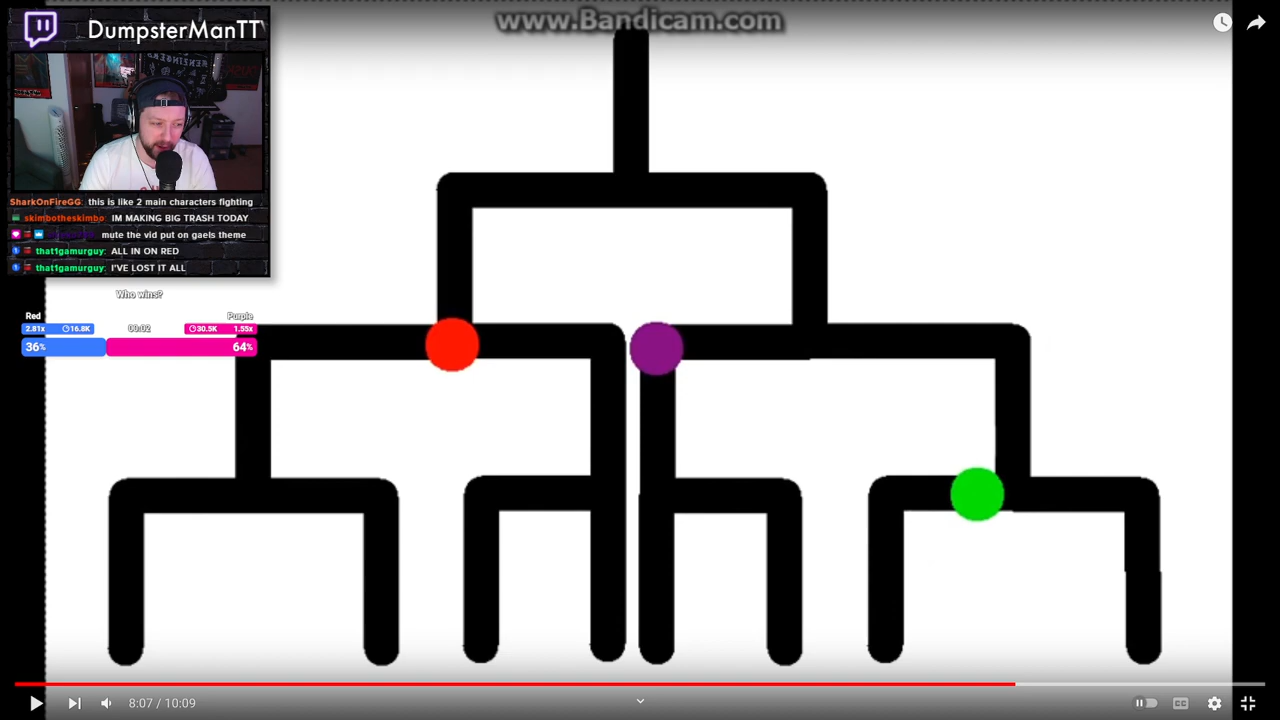 www.Bandicam.com
DumpsterManTT
SharkOnFireGG: this is like 2 main characters fighting
skimbotheskimbo: IM MAKING BIG TRASH TODAY
mute the vid put on gaels theme
that1gamurguy: ALL IN ON RED
that1gamurguy: I'VE LOST IT ALL
Who wins?
Red Purple
2.81x 16.8K 00:02 30.5K 1.55x
36% 64%
8:07 / 10:09
CC